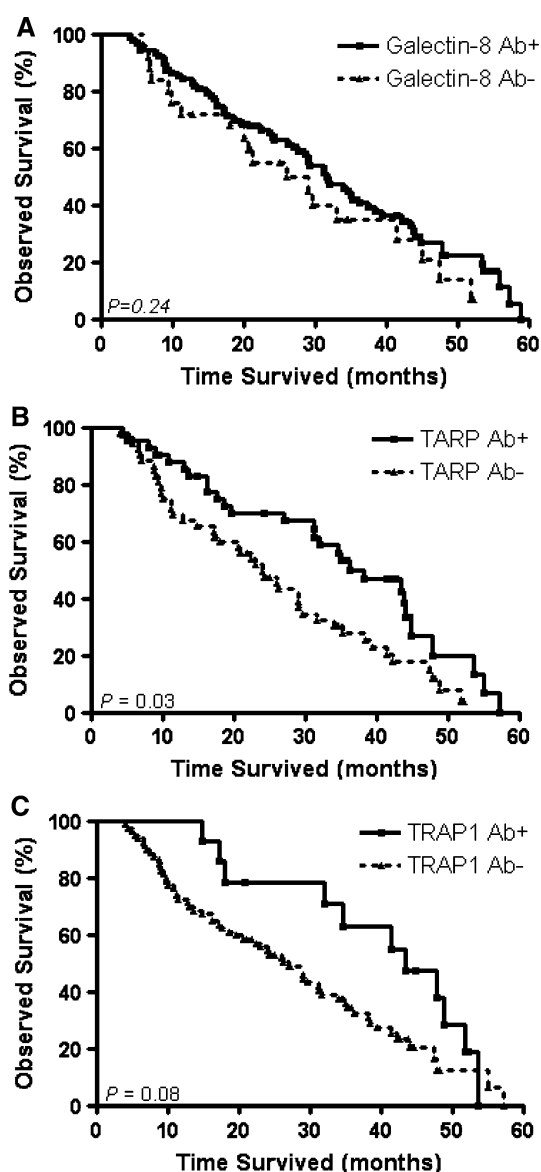 A
Observed Survival (%)
100
80
60
40
20
0
Galectin-8 Ab+
Galectin-8 Ab-
P=0.24
0 10 20 30 40 50 60
Time Survived (months)
B
Observed Survival (%)
100
80
60
40
20
0
TARP Ab+
TARP Ab-
P = 0.03
0 10 20 30 40 50 60
Time Survived (months)
C
Observed Survival (%)
100
80
60
40
20
0
TRAP1 Ab+
TRAP1 Ab-
P = 0.08
0 10 20 30 40 50 60
Time Survived (months)